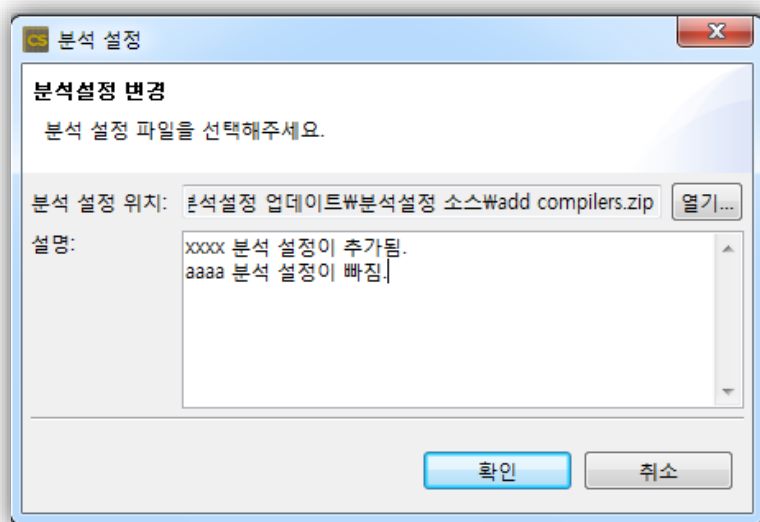 CS 분석 설정
분석설정 변경
분석 설정 파일을 선택해주세요.
분석 설정 위치: 분석설정 업데이트₩분석설정 소스₩add compilers.zip 열기...
설명: xxxx 분석 설정이 추가됨.
aaaa 분석 설정이 빠짐.
확인 취소